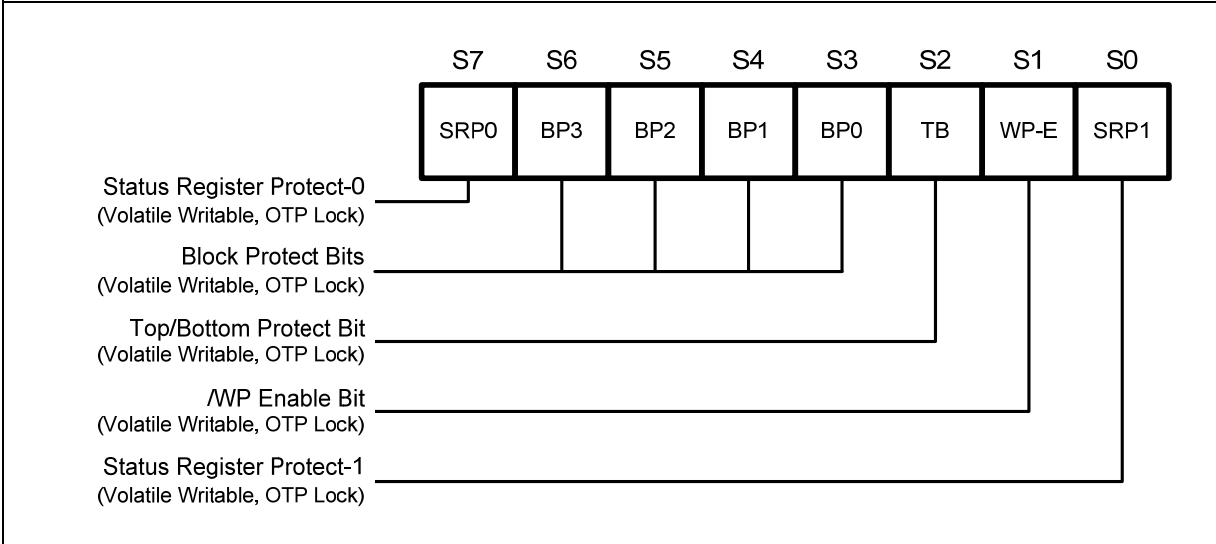 S7 S6 S5 S4 S3 S2 S1 S0
SRP0 BP3 BP2 BP1 BP0 TB WP-E SRP1
Status Register Protect-0
(Volatile Writable, OTP Lock)
Block Protect Bits
(Volatile Writable, OTP Lock)
Top/Bottom Protect Bit
(Volatile Writable, OTP Lock)
/WP Enable Bit
(Volatile Writable, OTP Lock)
Status Register Protect-1
(Volatile Writable, OTP Lock)